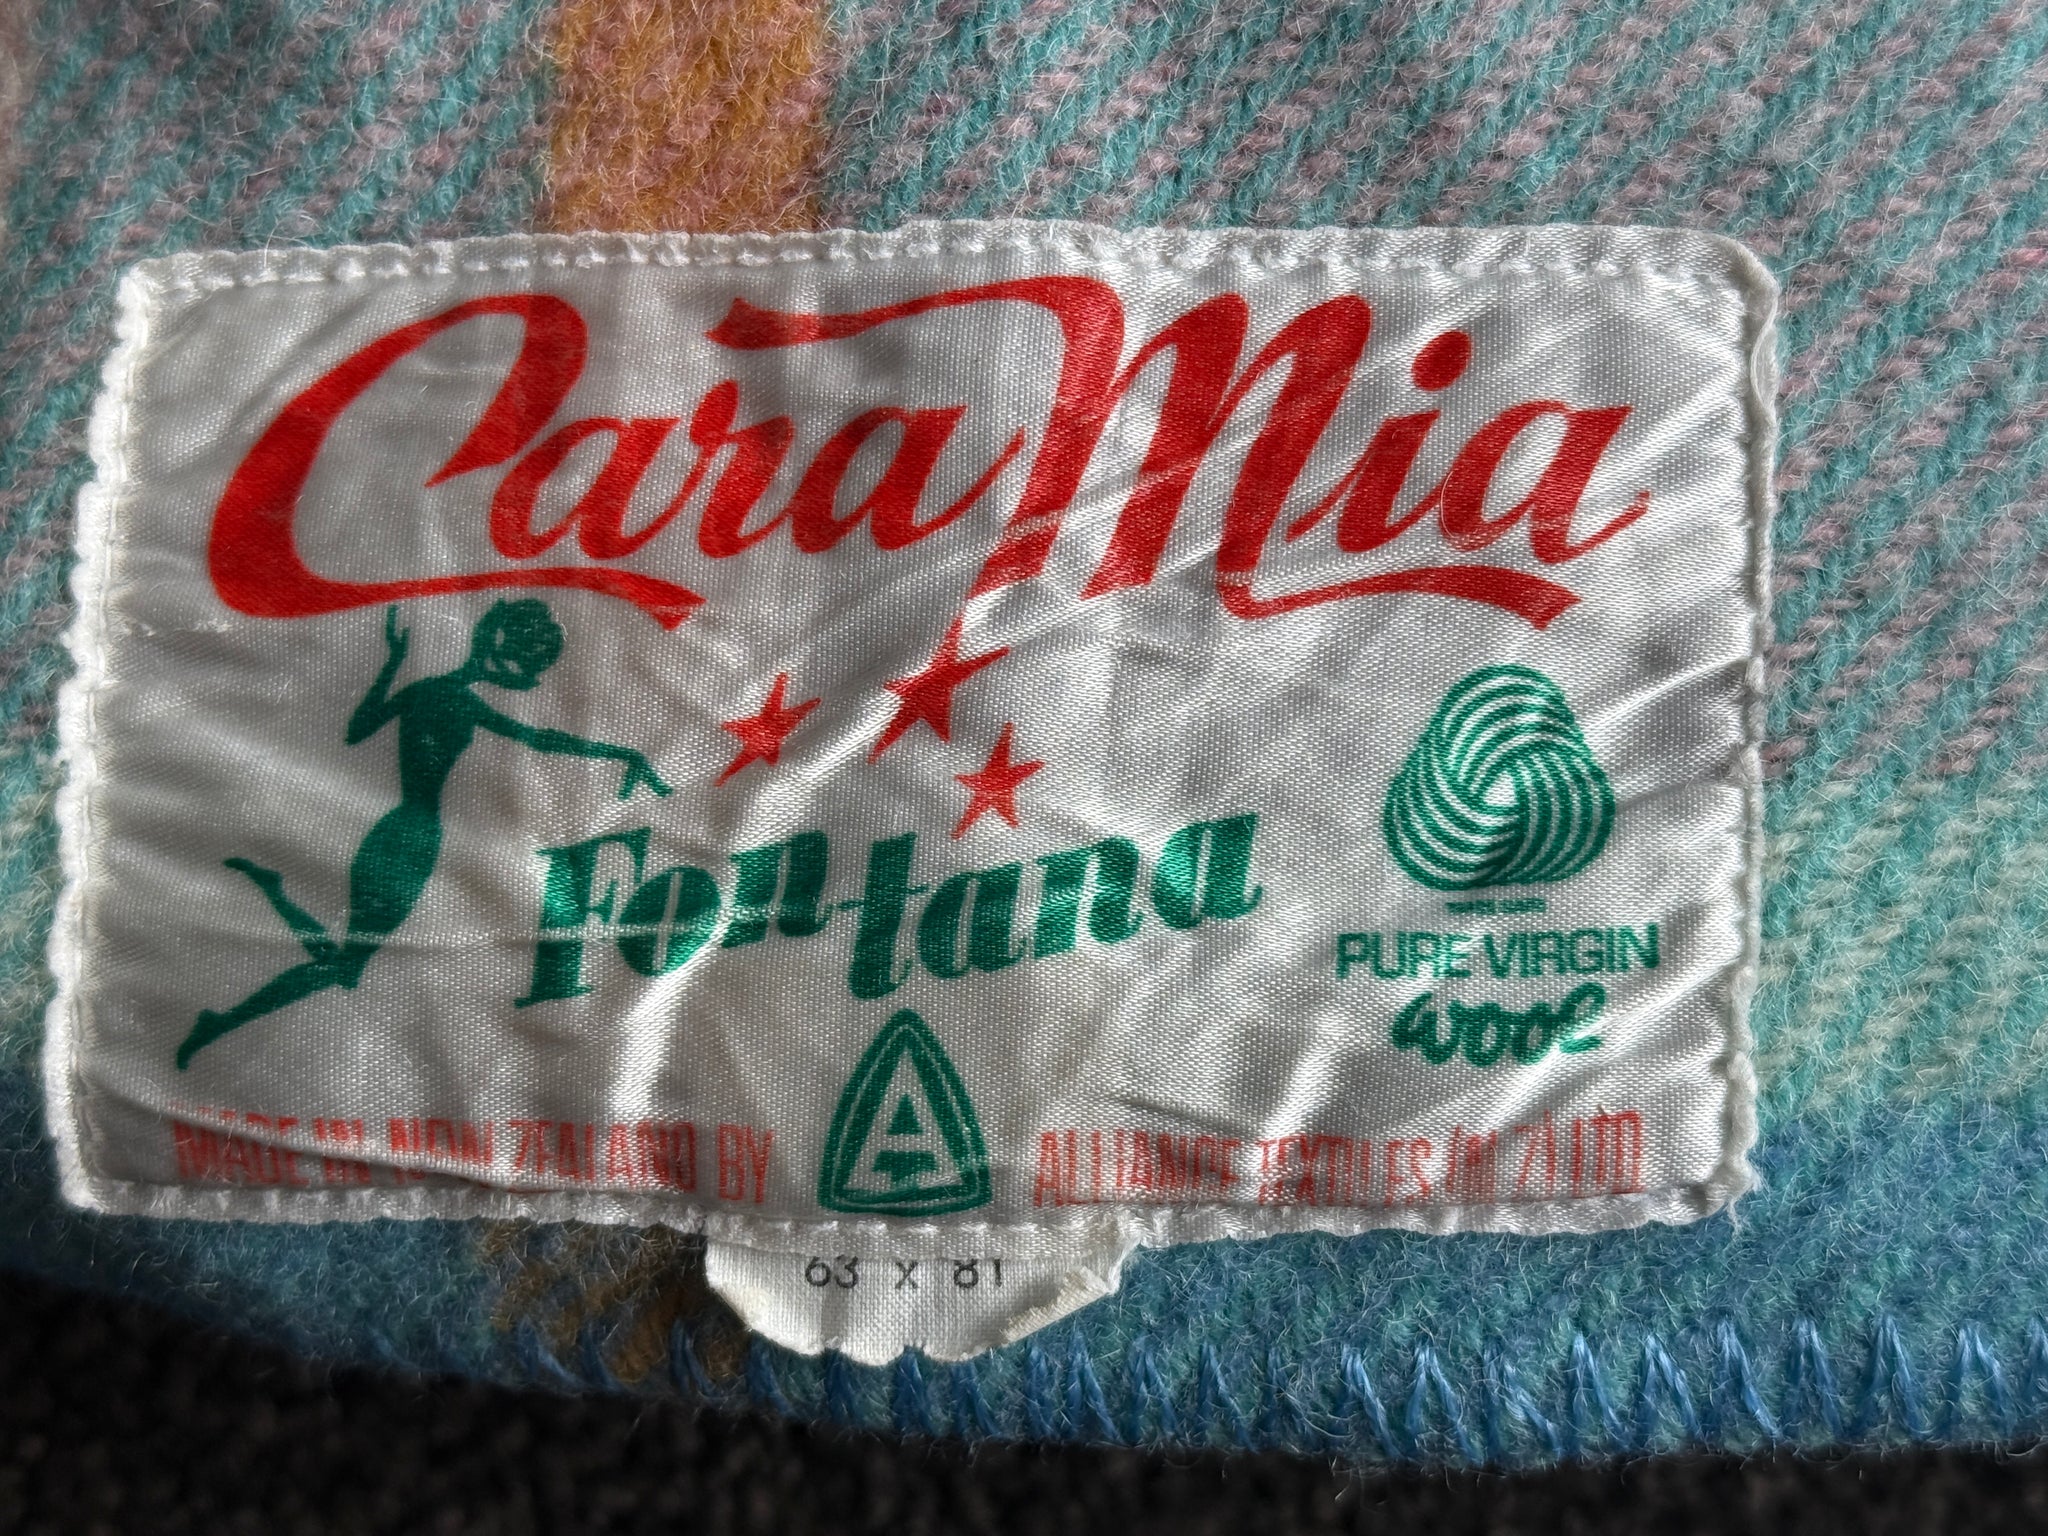 Cara Mia
Fontana
PURE VIRGIN
wool
MADE IN NEW ZEALAND BY
A
ALLIANCE TEXTILES (N.Z.) LTD
63 x 81